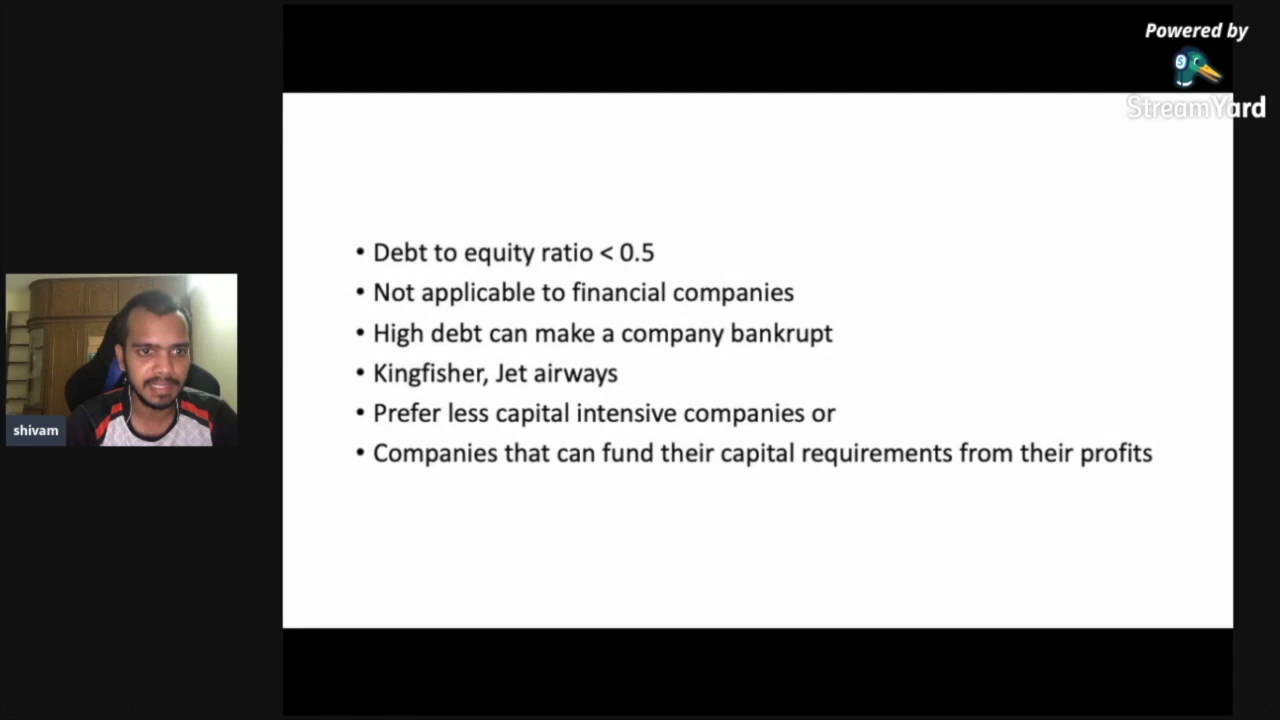 Powered by
StreamYard
• Debt to equity ratio < 0.5
• Not applicable to financial companies
• High debt can make a company bankrupt
• Kingfisher, Jet airways
• Prefer less capital intensive companies or
• Companies that can fund their capital requirements from their profits
shivam